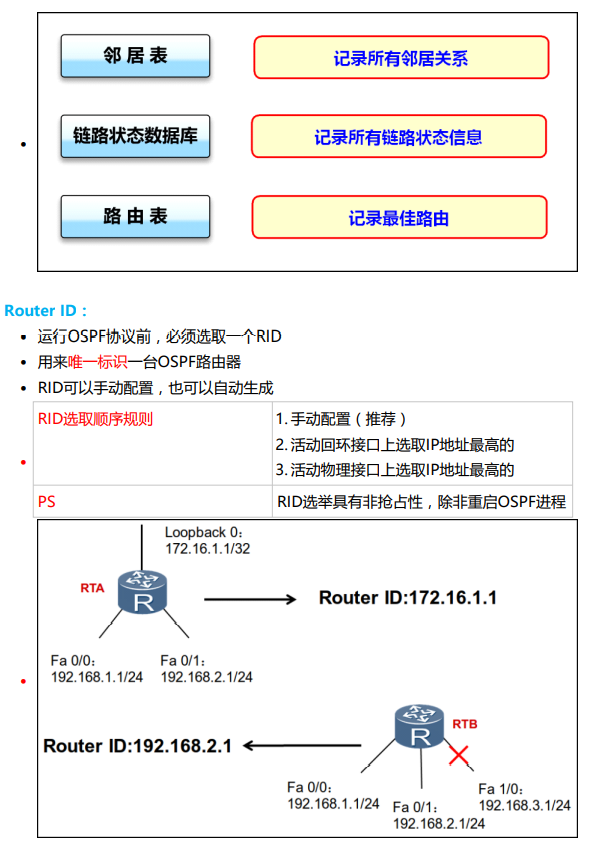 邻 居 表
记录所有邻居关系
链路状态数据库
记录所有链路状态信息
路 由 表
记录最佳路由
Router ID：
运行OSPF协议前，必须选取一个RID
用来唯一标识一台OSPF路由器
RID可以手动配置，也可以自动生成
RID选取顺序规则
1. 手动配置（推荐）
2. 活动回环接口上选取IP地址最高的
3. 活动物理接口上选取IP地址最高的
PS
RID选举具有非抢占性，除非重启OSPF进程
Loopback 0：
172.16.1.1/32
RTA
R
Router ID:172.16.1.1
Fa 0/0：
192.168.1.1/24
Fa 0/1：
192.168.2.1/24
RTB
R
Router ID:192.168.2.1
Fa 0/0：
192.168.1.1/24
Fa 0/1：
192.168.2.1/24
Fa 1/0：
192.168.3.1/24